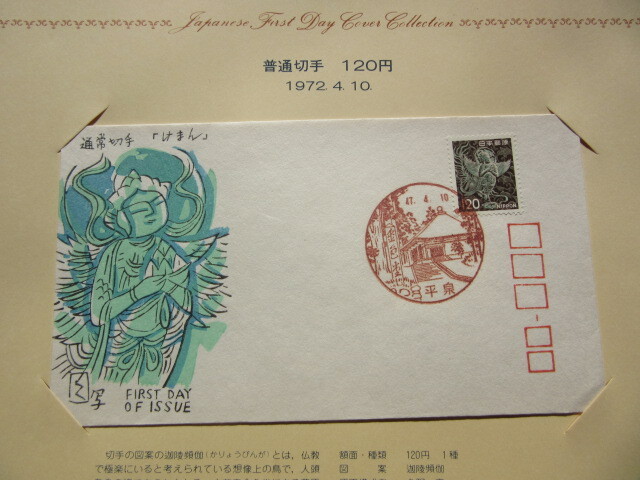 Japanese First Day Cover Collection
普通切手 120円
1972. 4. 10.
通常切手 「けまん」
日本郵便
120
NIPPON
47. 4. 10
平泉
写
FIRST DAY
OF ISSUE
切手の図案の迦陵頻伽(かりょうびんが)とは、仏教
で極楽にいると考えられている想像上の鳥で、人頭
額面・種類 120円 1種
図 案 迦陵頻伽